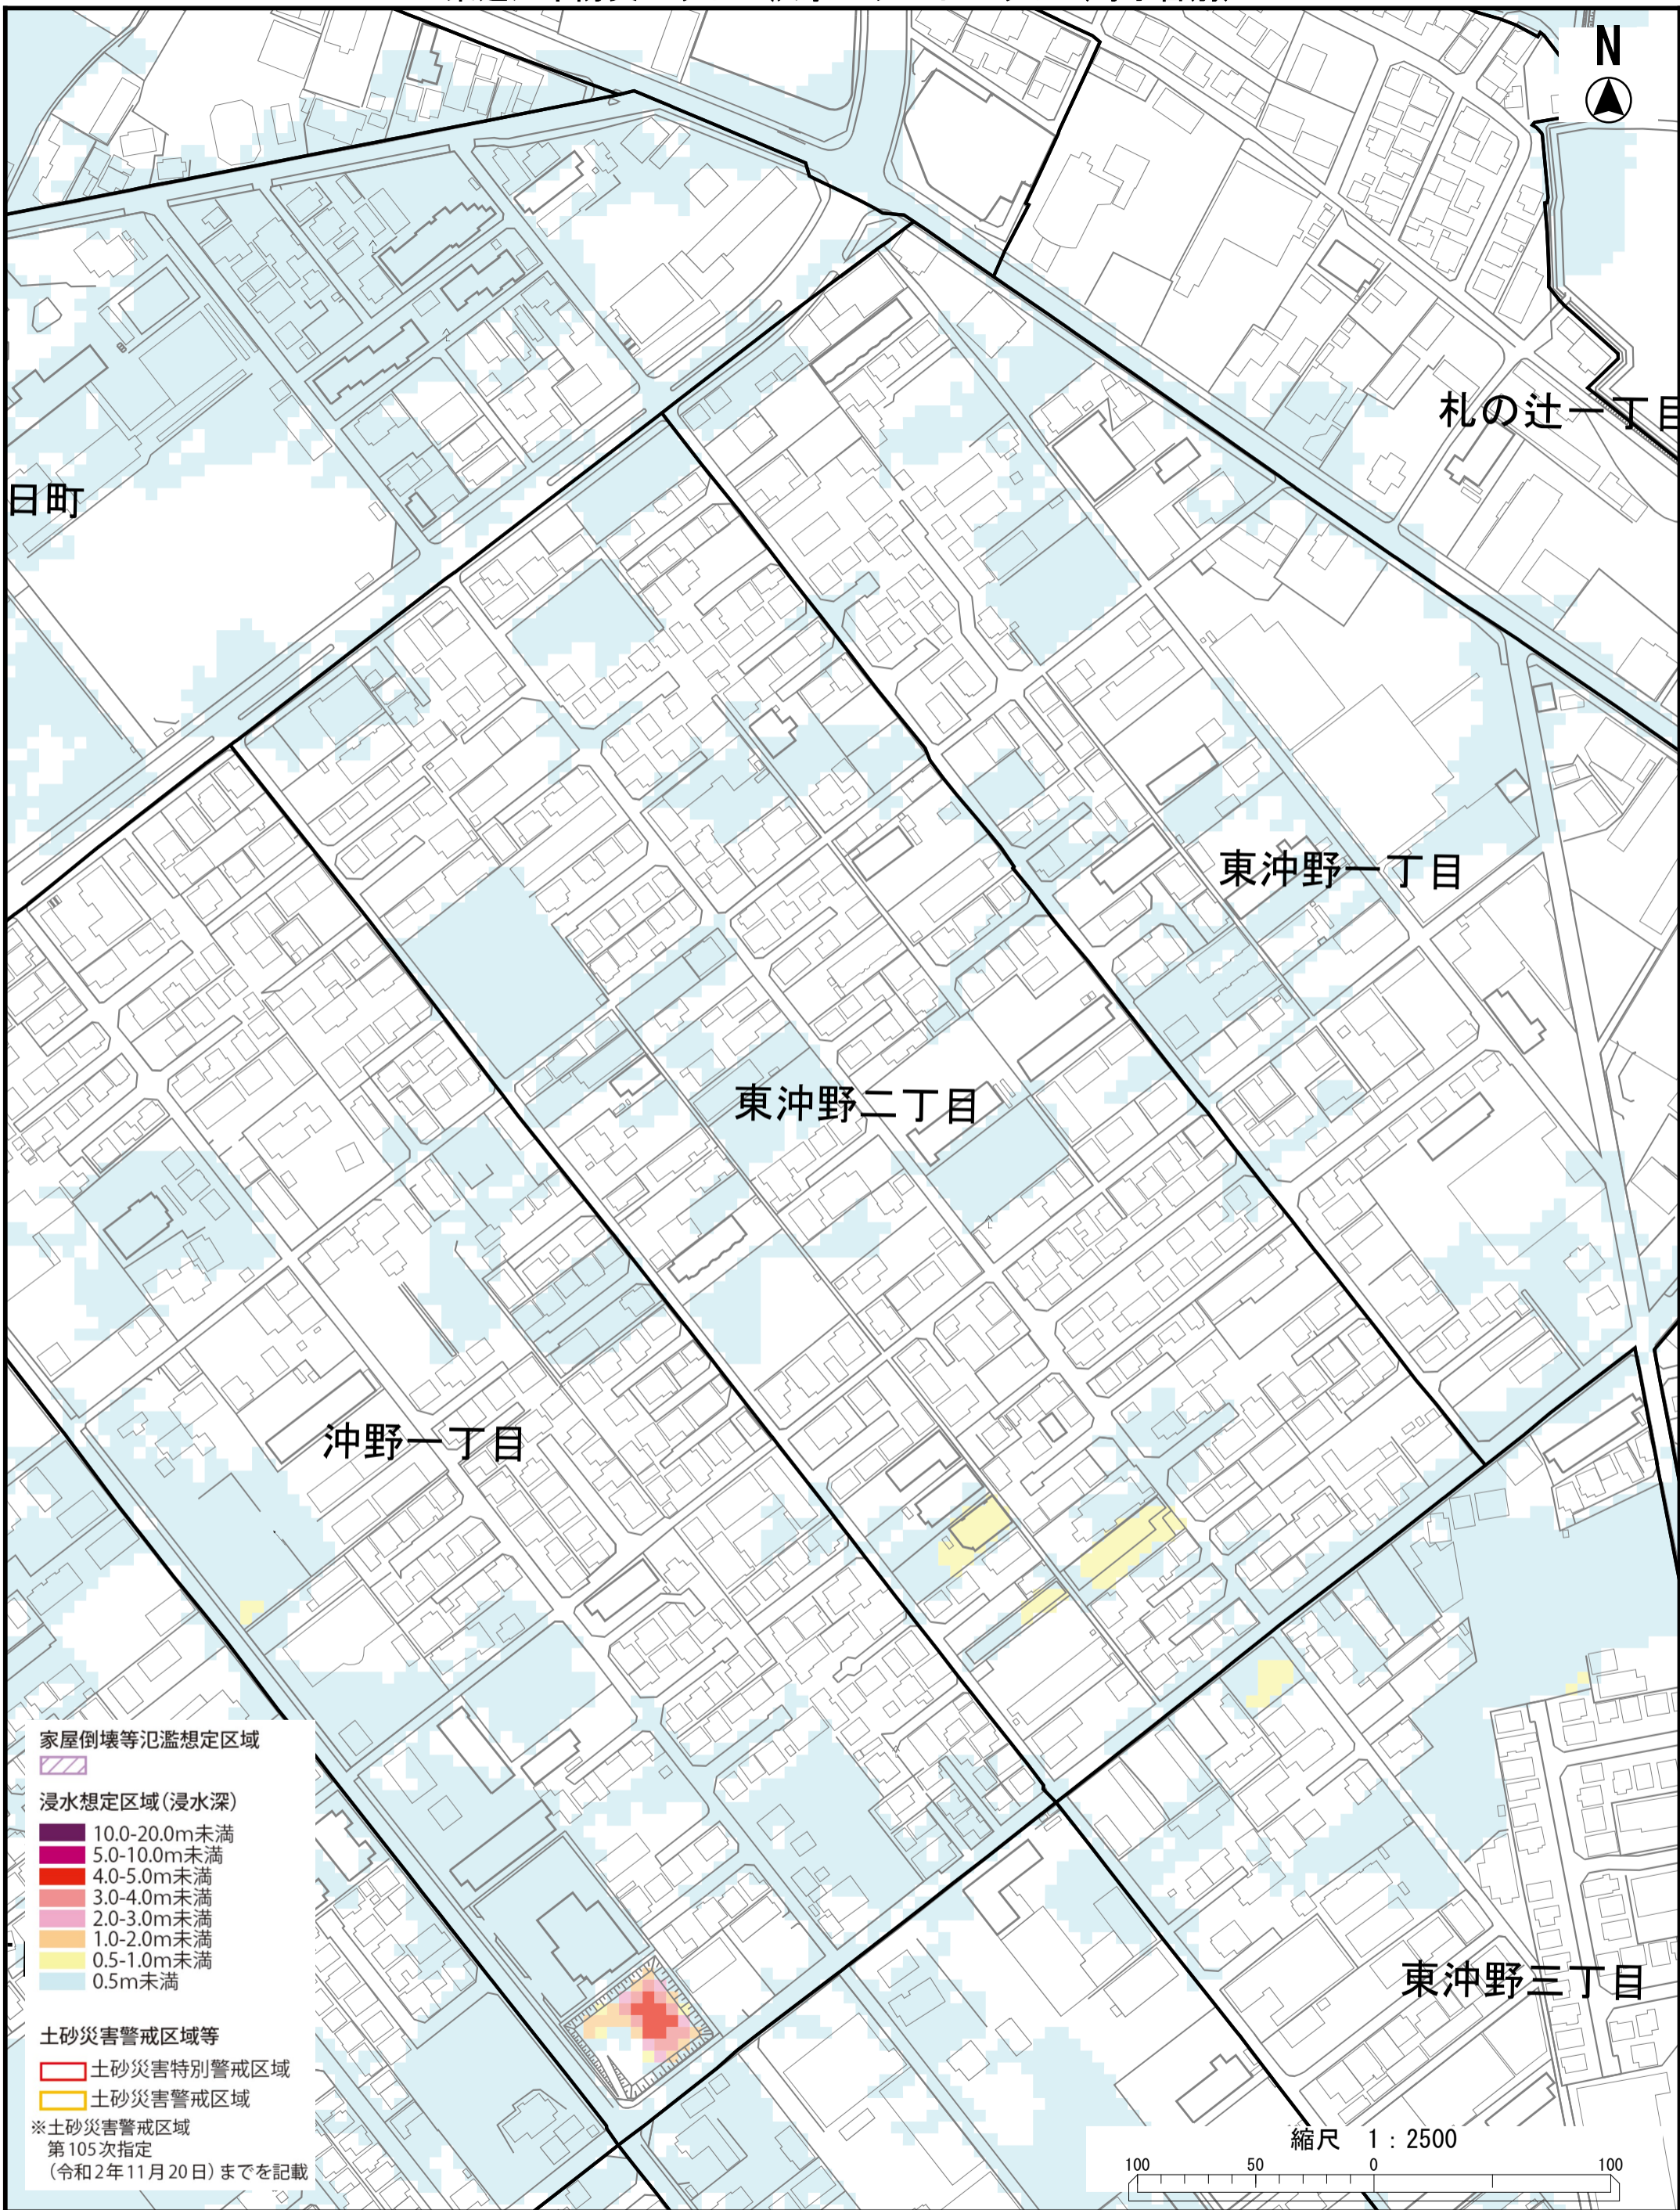 N
札の辻一丁目
日町
東沖野一丁目
東沖野二丁目
沖野一丁目
東沖野三丁目
家屋倒壊等氾濫想定区域
浸水想定区域(浸水深)
10.0-20.0m未満
5.0-10.0m未満
4.0-5.0m未満
3.0-4.0m未満
2.0-3.0m未満
1.0-2.0m未満
0.5-1.0m未満
0.5m未満
土砂災害警戒区域等
土砂災害特別警戒区域
土砂災害警戒区域
※土砂災害警戒区域
第105次指定
(令和2年11月20日)までを記載
縮尺 1:2500
100 50 0 100